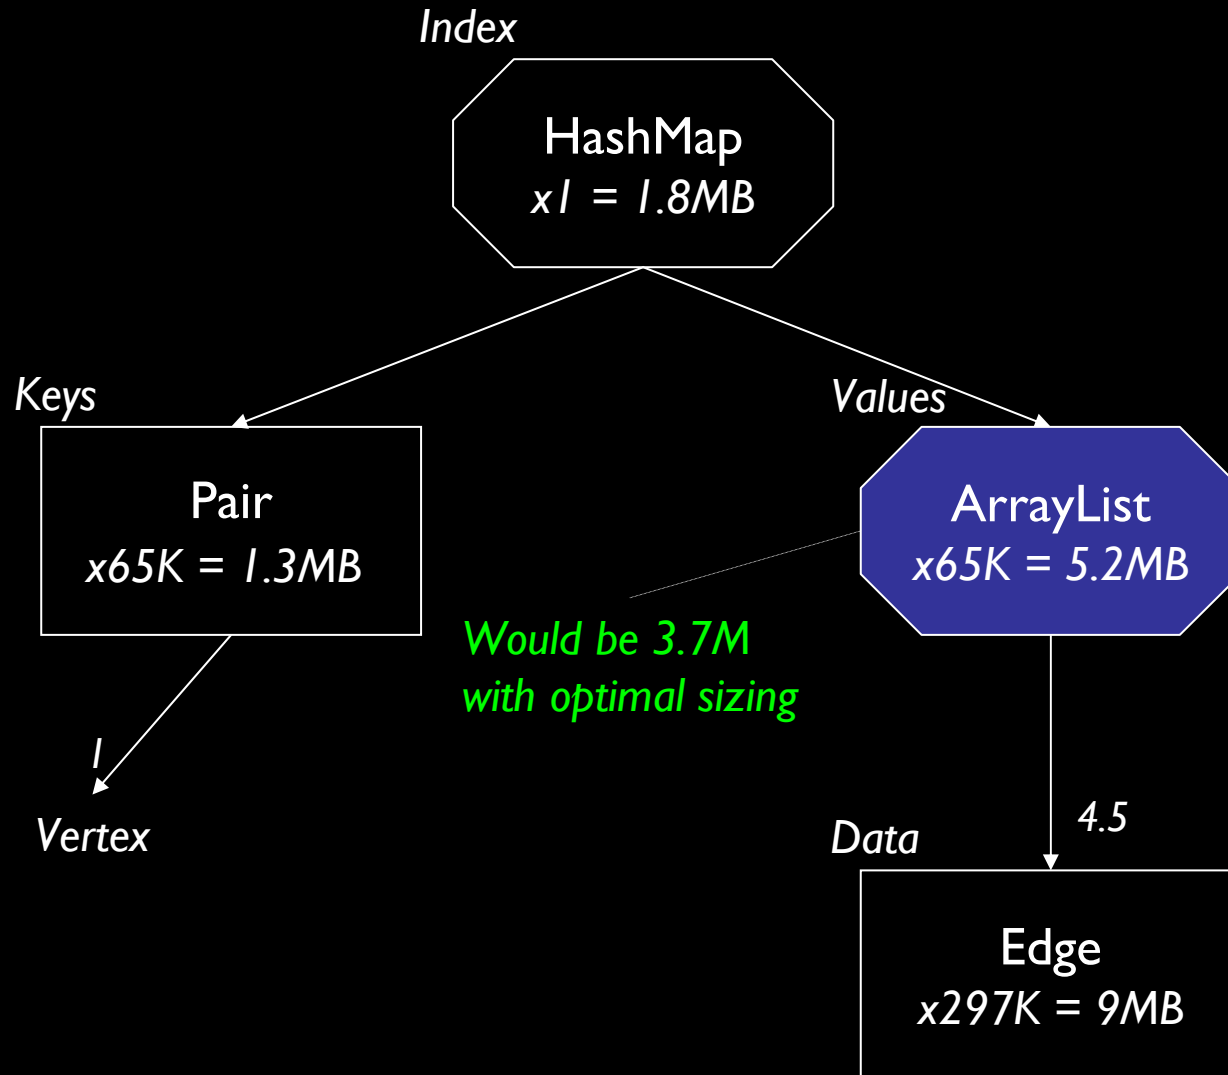 Index
HashMap
x1 = 1.8MB
Keys
Values
Pair
x65K = 1.3MB
ArrayList
x65K = 5.2MB
Would be 3.7M
with optimal sizing
1
Vertex
4.5
Data
Edge
x297K = 9MB